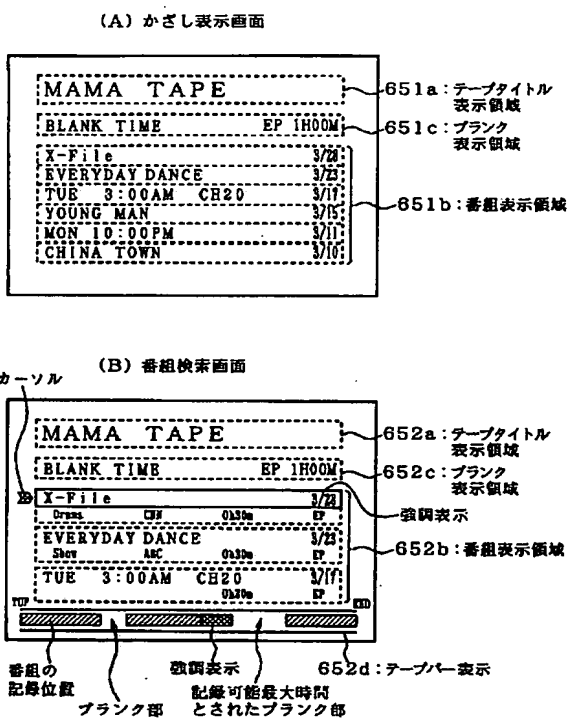 (A) かざし表示画面
MAMA TAPE
651a:テープタイトル
表示領域
BLANK TIME EP 1H00M
651c:ブランク
表示領域
X-File 3/28
EVERYDAY DANCE 3/23
TUE 3:00AM CH20 3/17
651b:番組表示領域
YOUNG MAN 3/15
MON 10:00PM 3/11
CHINA TOWN 3/10
(B) 番組検索画面
カーソル
MAMA TAPE
652a:テープタイトル
表示領域
BLANK TIME EP 1H00M
652c:ブランク
表示領域
X-File 3/28
強調表示
Drama CNN 0h30m EP
EVERYDAY DANCE 3/23
652b:番組表示領域
Show ABC 0h30m EP
TUE 3:00AM CH20 3/17
0h30m EP
TOP END
番組の
記録位置
強調表示
652d:テープバー表示
ブランク部
記録可能最大時間
とされたブランク部